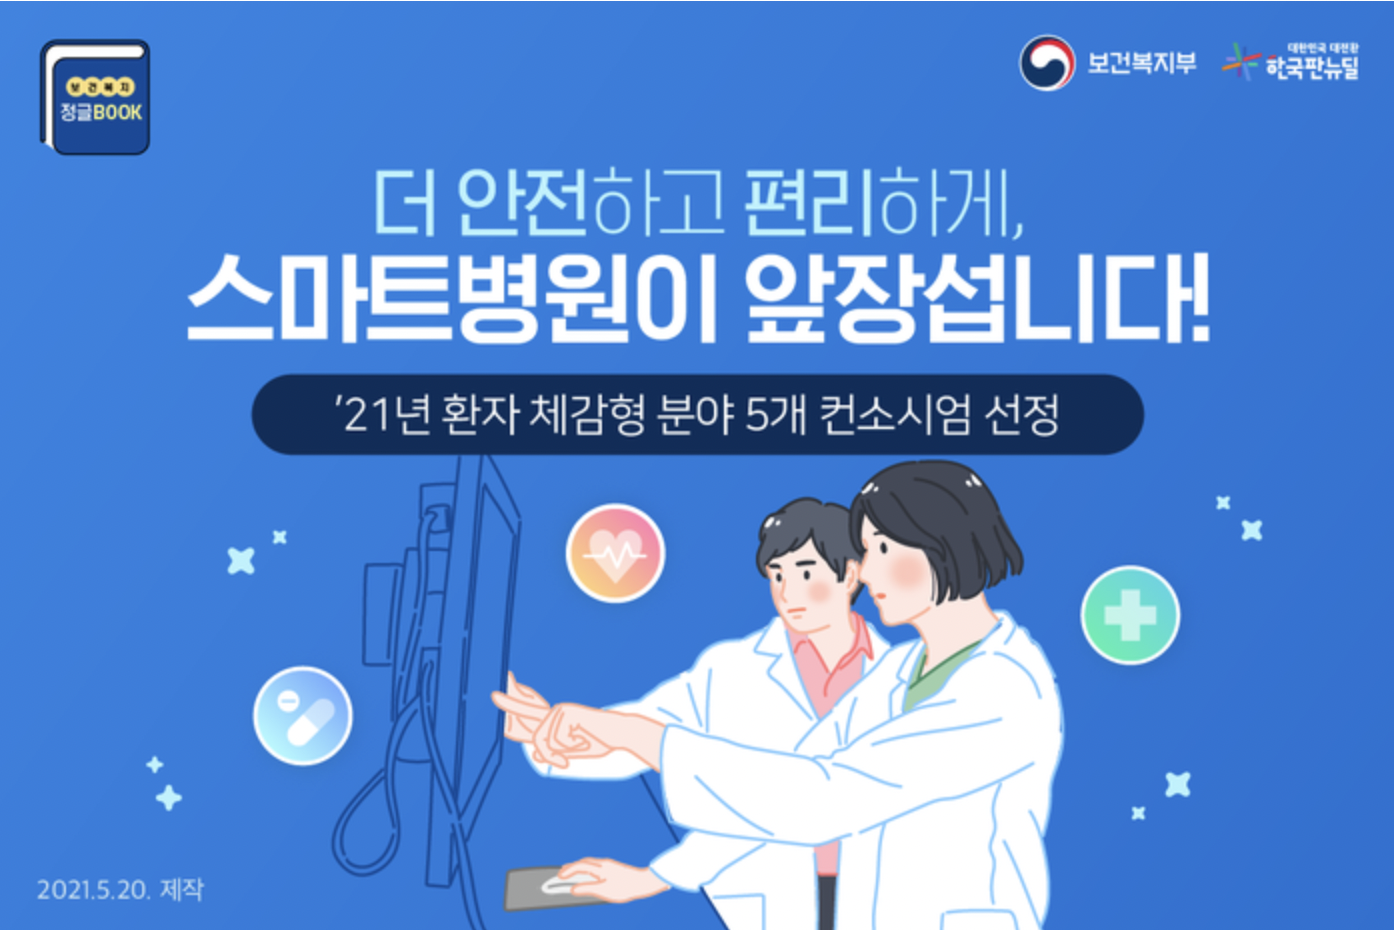 보건복지
정글BOOK
보건복지부
대한민국 대전환
한국판뉴딜
더 안전하고 편리하게,
스마트병원이 앞장섭니다!
'21년 환자 체감형 분야 5개 컨소시엄 선정
2021.5.20. 제작